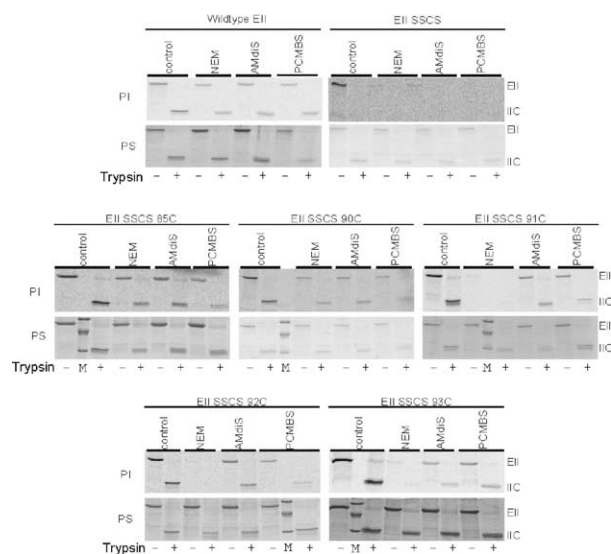 Wildtype EII EII SSCS
control NEM AMdiS PCMBS control NEM AMdiS PCMBS
PI EII
IIC
PS EII
IIC
Trypsin − + − + − + − + − + − + − + − +
EII SSCS 85C EII SSCS 90C EII SSCS 91C
control NEM AMdiS PCMBS control NEM AMdiS PCMBS control NEM AMdiS PCMBS
PI EII
IIC
PS EII
IIC
Trypsin − M + − + − + − + − + M − + − + − + − + − M + − + − +
EII SSCS 92C EII SSCS 93C
control NEM AMdiS PCMBS control NEM AMdiS PCMBS
PI EII
IIC
PS EII
IIC
Trypsin − + − + − + − M + − M + − + − + − +